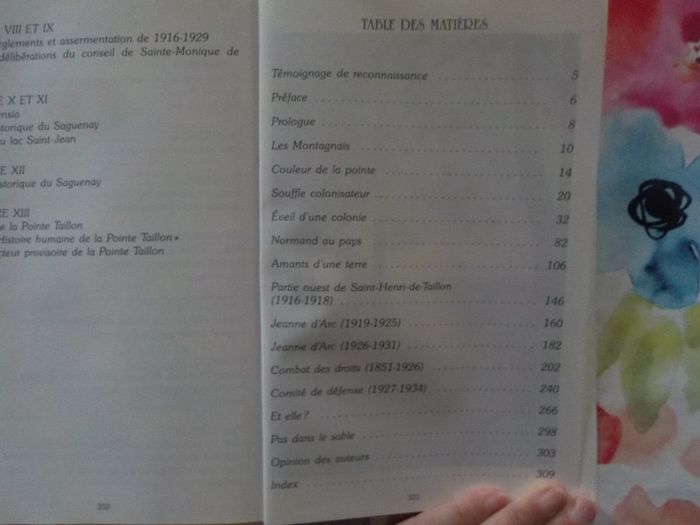 VIII ET IX
èglements et assermentation de 1916-1929
délibérations du conseil de Sainte-Monique de
E X ET XI
ensia
torique du Saguenay
u lac Saint-Jean
E XII
storique du Saguenay
RE XIII
e la Pointe Taillon
Histoire humaine de la Pointe Taillon»
cteur provisoire de la Pointe Taillon
310
TABLE DES MATIÈRES
Témoignage de reconnaissance 5
Préface 6
Prologue 8
Les Montagnais 10
Couleur de la pointe 14
Souffle colonisateur 20
Éveil d'une colonie 32
Normand au pays 82
Amants d'une terre 106
Partie ouest de Saint-Henri-de-Taillon
(1916-1918) 146
Jeanne d'Arc (1919-1925) 160
Jeanne d'Arc (1926-1931) 182
Combat des droits (1851-1926) 202
Comité de défense (1927-1934) 240
Et elle? 266
Pas dans le sable 298
Opinion des auteurs 303
Index 309